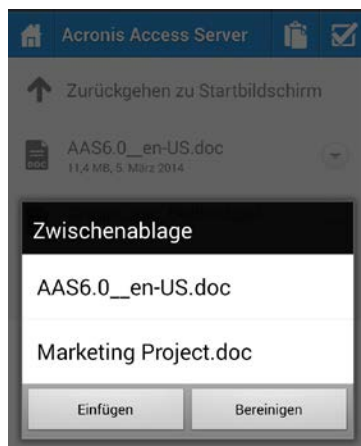 Acronis Access Server
Zurückgehen zu Startbildschirm
AAS6.0__en-US.doc
DOC
11,4 MB, 5. März 2014
Zwischenablage
AAS6.0__en-US.doc
Marketing Project.doc
Einfügen
Bereinigen